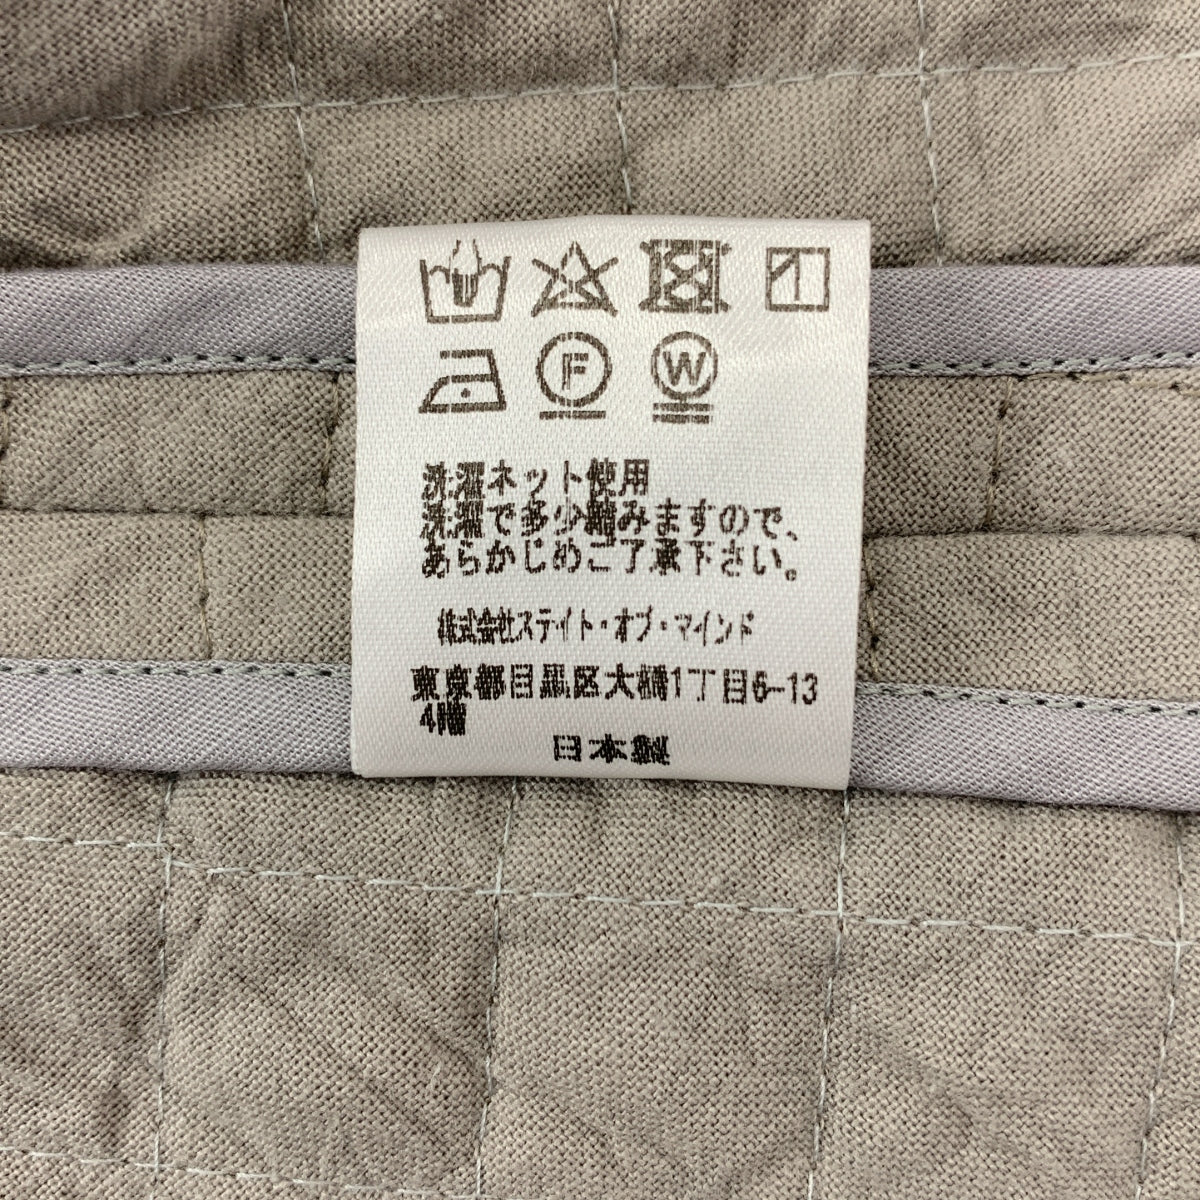 F W
洗濯ネット使用
洗濯で多少縮みますので、
あらかじめご了承下さい。
株式会社ステイト・オブ・マインド
東京都目黒区大橋1丁目6-13
4階
日本製